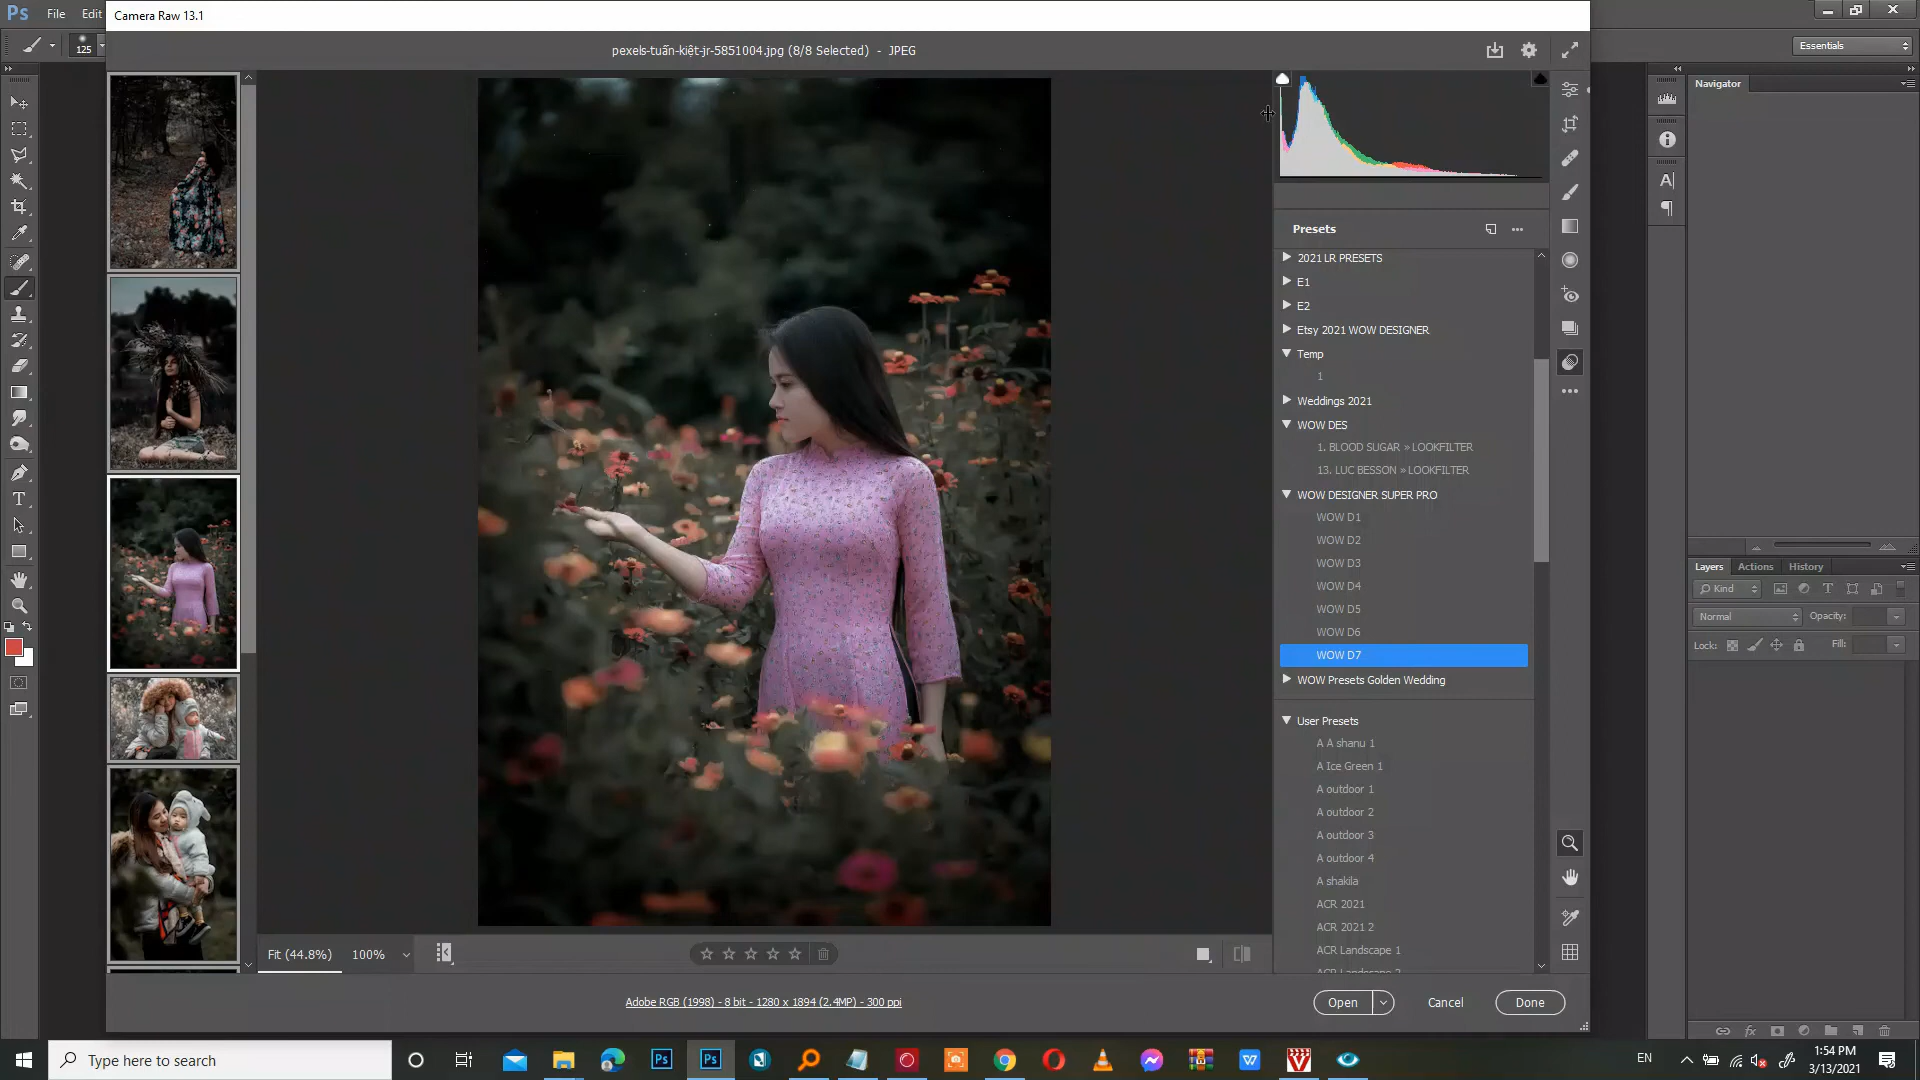 Ps File Edit
Camera Raw 13.1
125
Essentials
pexels-tuấn-kiệt-jr-5851004.jpg (8/8 Selected) - JPEG
Navigator
Presets
2021 LR PRESETS
E1
E2
Etsy 2021 WOW DESIGNER
Temp
1
Weddings 2021
WOW DES
1. BLOOD SUGAR » LOOKFILTER
13. LUC BESSON » LOOKFILTER
WOW DESIGNER SUPER PRO
WOW D1
WOW D2
WOW D3
WOW D4
WOW D5
WOW D6
WOW D7
WOW Presets Golden Wedding
User Presets
A A shanu 1
A Ice Green 1
A outdoor 1
A outdoor 2
A outdoor 3
A outdoor 4
A shakila
ACR 2021
ACR 2021 2
ACR Landscape 1
ACR Landscape 2
Layers Actions History
Kind
Normal Opacity:
Lock: Fill:
Fit (44.8%) 100%
Adobe RGB (1998) - 8 bit - 1280 x 1894 (2.4MP) - 300 ppi
Open Cancel Done
Type here to search
EN
1:54 PM
3/13/2021